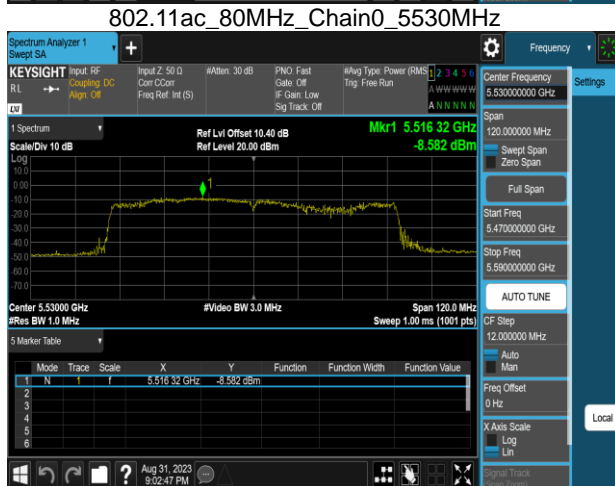 802.11ac_80MHz_Chain0_5530MHz
Spectrum Analyzer 1
Swept SA
Frequency
KEYSIGHT
RL
LXI
Input: RF
Coupling: DC
Align: Off
Input Z: 50 Ω
Corr CCorr
Freq Ref: Int (S)
#Atten: 30 dB
PNO: Fast
Gate: Off
IF Gain: Low
Sig Track: Off
#Avg Type: Power (RMS
Trig: Free Run
1 2 3 4 5 6
A W W W W W
A N N N N N
Center Frequency
5.530000000 GHz
Settings
Span
120.000000 MHz
Swept Span
Zero Span
Full Span
Start Freq
5.470000000 GHz
Stop Freq
5.590000000 GHz
AUTO TUNE
CF Step
12.000000 MHz
Auto
Man
Freq Offset
0 Hz
X Axis Scale
Log
Lin
Signal Track
(Span Zoom)
Local
1 Spectrum
Scale/Div 10 dB
Ref Lvl Offset 10.40 dB
Ref Level 20.00 dBm
Mkr1 5.516 32 GHz
-8.582 dBm
Log
10.0
0.00
-10.0
-20.0
-30.0
-40.0
-50.0
-60.0
-70.0
1
Center 5.53000 GHz
#Video BW 3.0 MHz
Span 120.0 MHz
#Res BW 1.0 MHz
Sweep 1.00 ms (1001 pts)
5 Marker Table
Mode Trace Scale X Y Function Function Width Function Value
1 N 1 f 5.516 32 GHz -8.582 dBm
2
3
4
5
6
?
Aug 31, 2023
9:02:47 PM